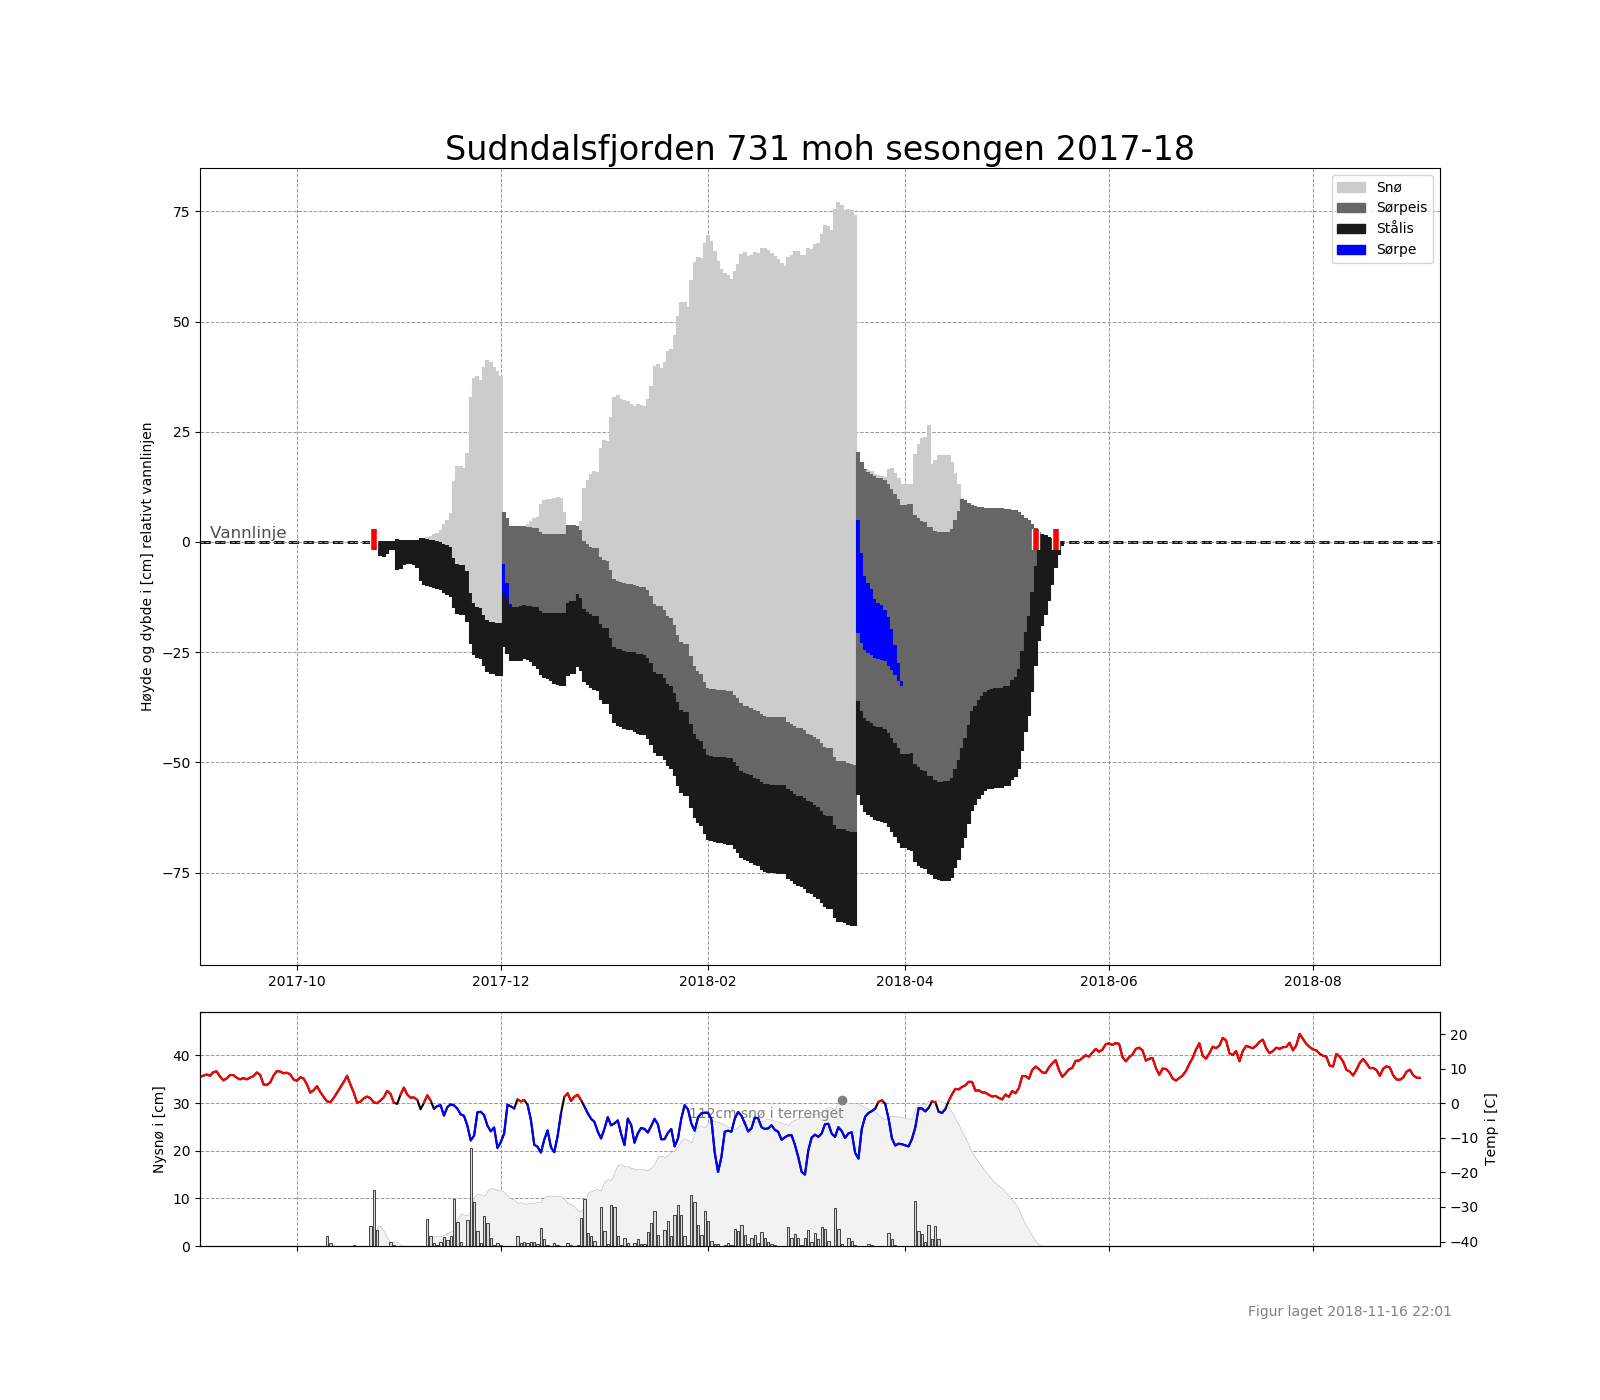 Sudndalsfjorden 731 moh sesongen 2017-18
Høyde og dybde i [cm] relativt vannlinjen
75
50
25
0
−25
−50
−75
Vannlinje
Snø
Sørpeis
Stålis
Sørpe
2017-10 2017-12 2018-02 2018-04 2018-06 2018-08
Nysnø i [cm]
40
30
20
10
0
112cm snø i terrenget
20
10
0
−10
−20
−30
−40
Temp i [C]
Figur laget 2018-11-16 22:01